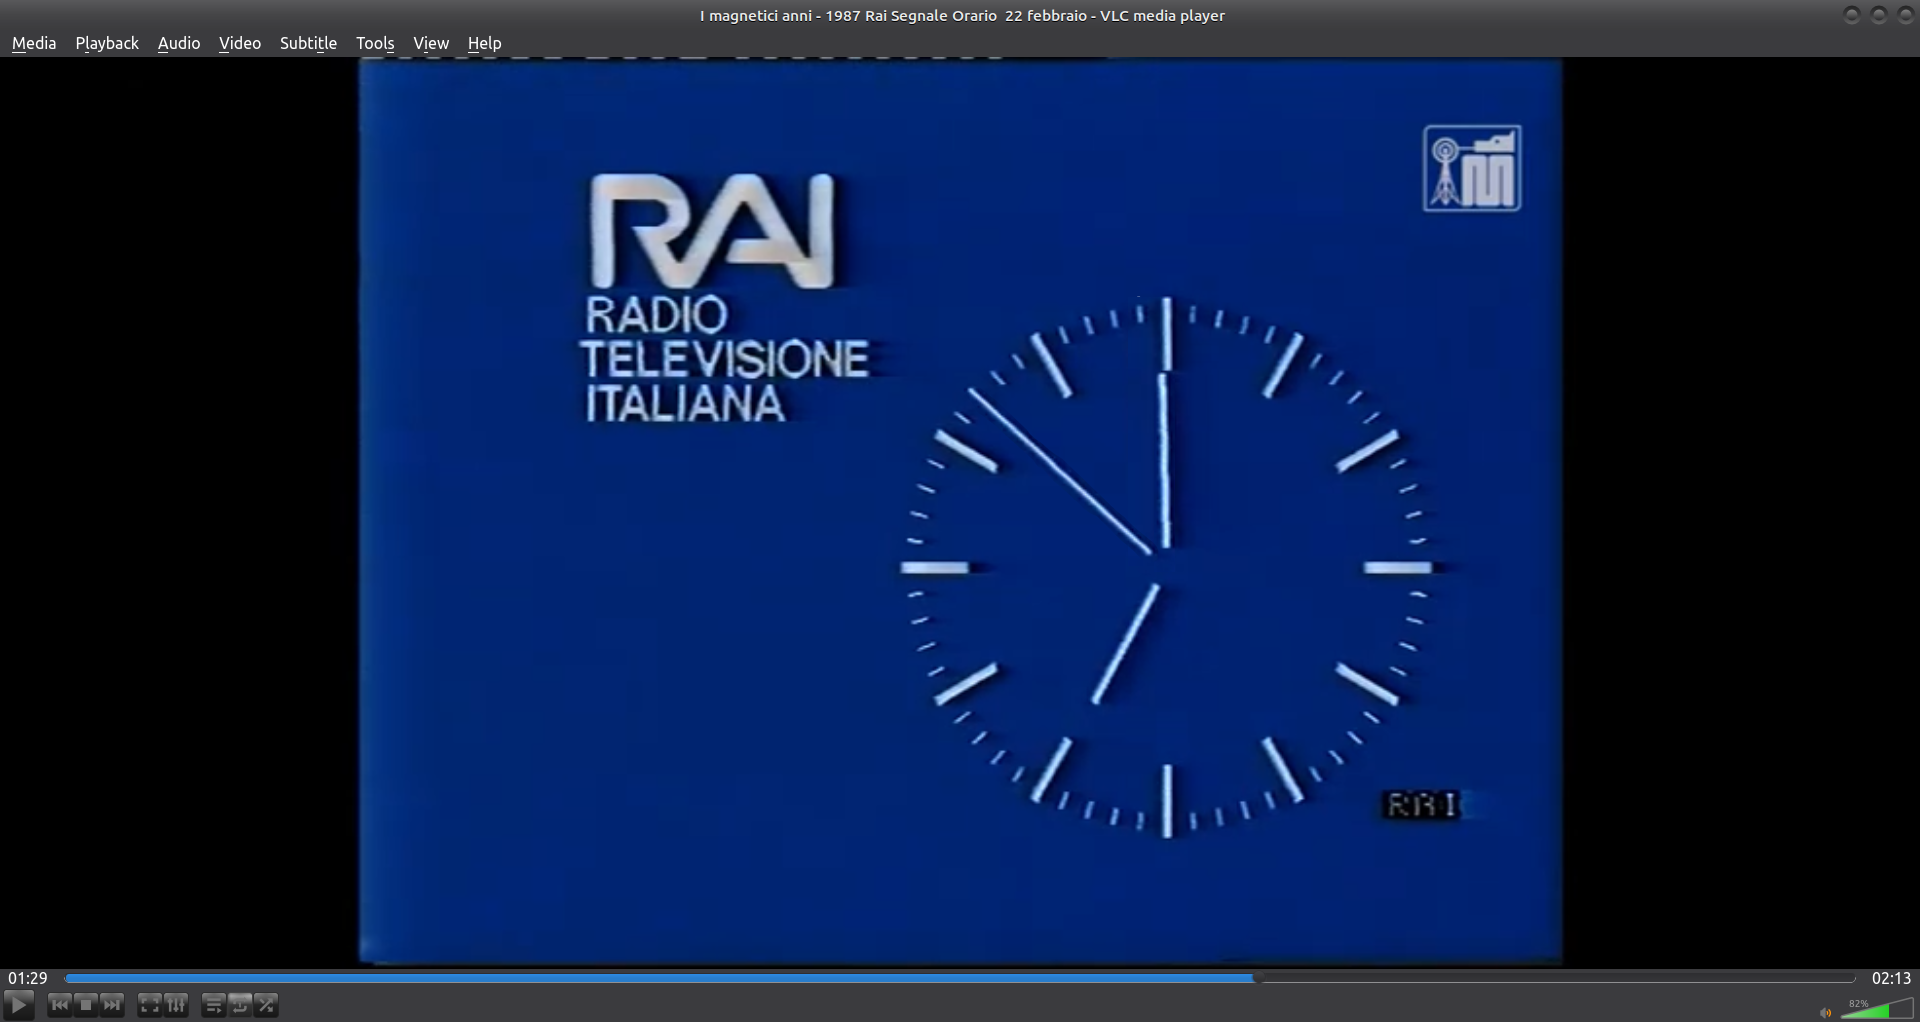 I magnetici anni - 1987 Rai Segnale Orario  22 febbraio - VLC media player
Media Playback Audio Video Subtitle Tools View Help
RAI
RADIO
TELEVISIONE
ITALIANA
01:29 02:13
82%